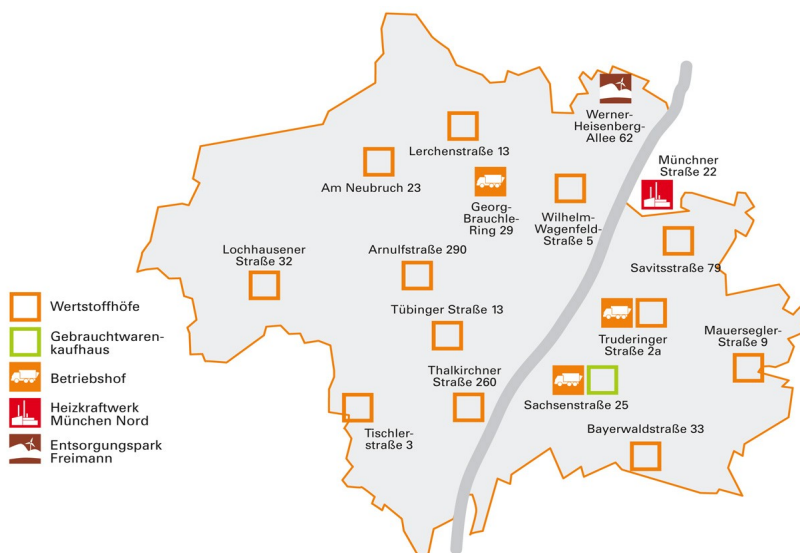 Werner-
Heisenberg-
Allee 62
Lerchenstraße 13
Münchner
Straße 22
Am Neubruch 23
Georg-
Brauchle-
Ring 29
Wilhelm-
Wagenfeld-
Straße 5
Lochhausener
Straße 32
Arnulfstraße 290
Savitsstraße 79
Tübinger Straße 13
Truderinger
Straße 2a
Mauersegler-
Straße 9
Thalkirchner
Straße 260
Sachsenstraße 25
Tischler-
straße 3
Bayerwaldstraße 33
Wertstoffhöfe
Gebrauchtwaren-
kaufhaus
Betriebshof
Heizkraftwerk
München Nord
Entsorgungspark
Freimann